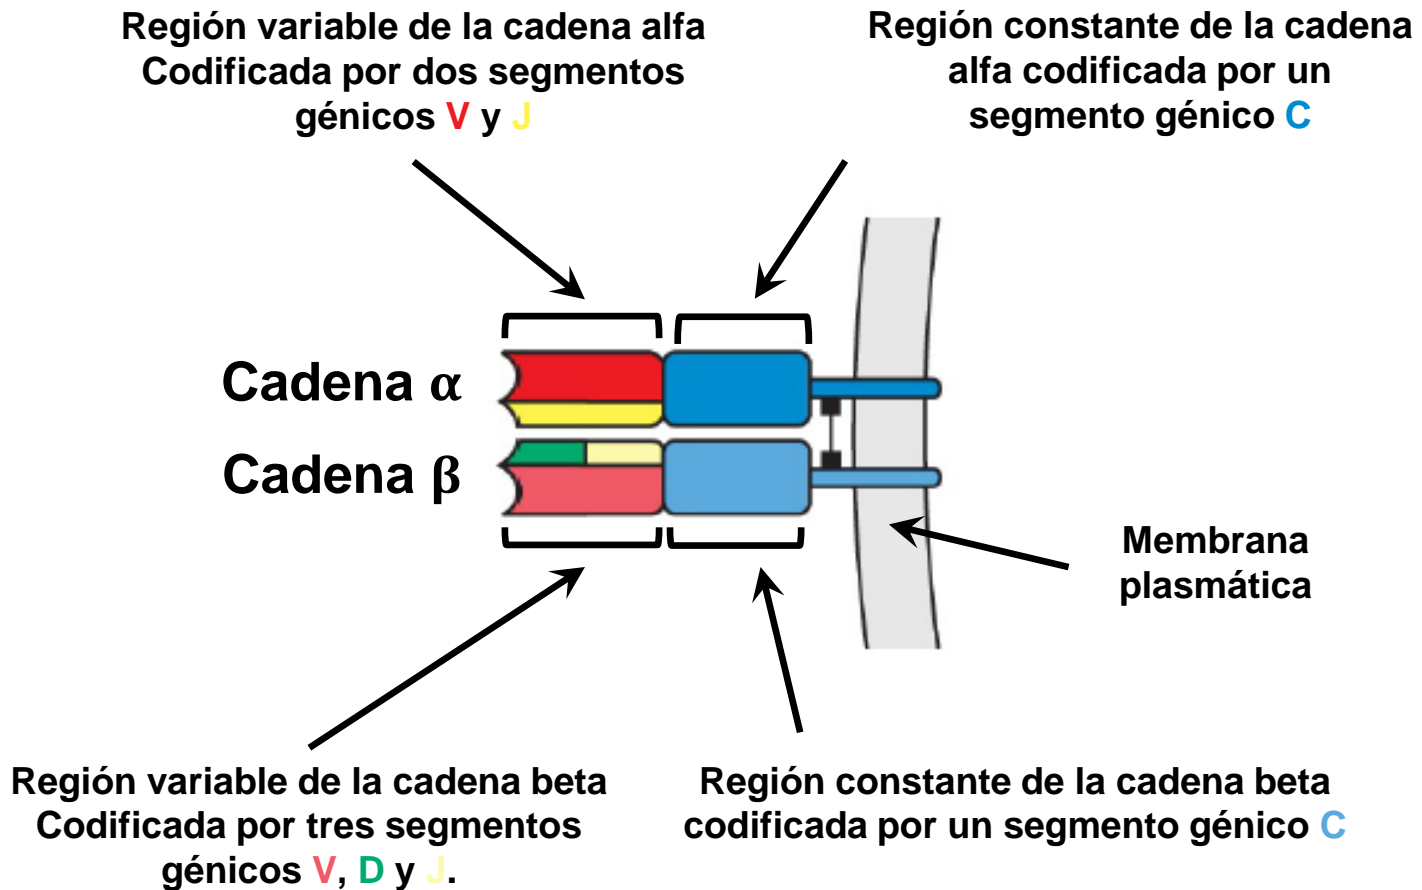 Región variable de la cadena alfa
Codificada por dos segmentos
génicos V y J
Región constante de la cadena
alfa codificada por un
segmento génico C
Cadena α
Cadena β
Membrana
plasmática
Región variable de la cadena beta
Codificada por tres segmentos
génicos V, D y J.
Región constante de la cadena beta
codificada por un segmento génico C